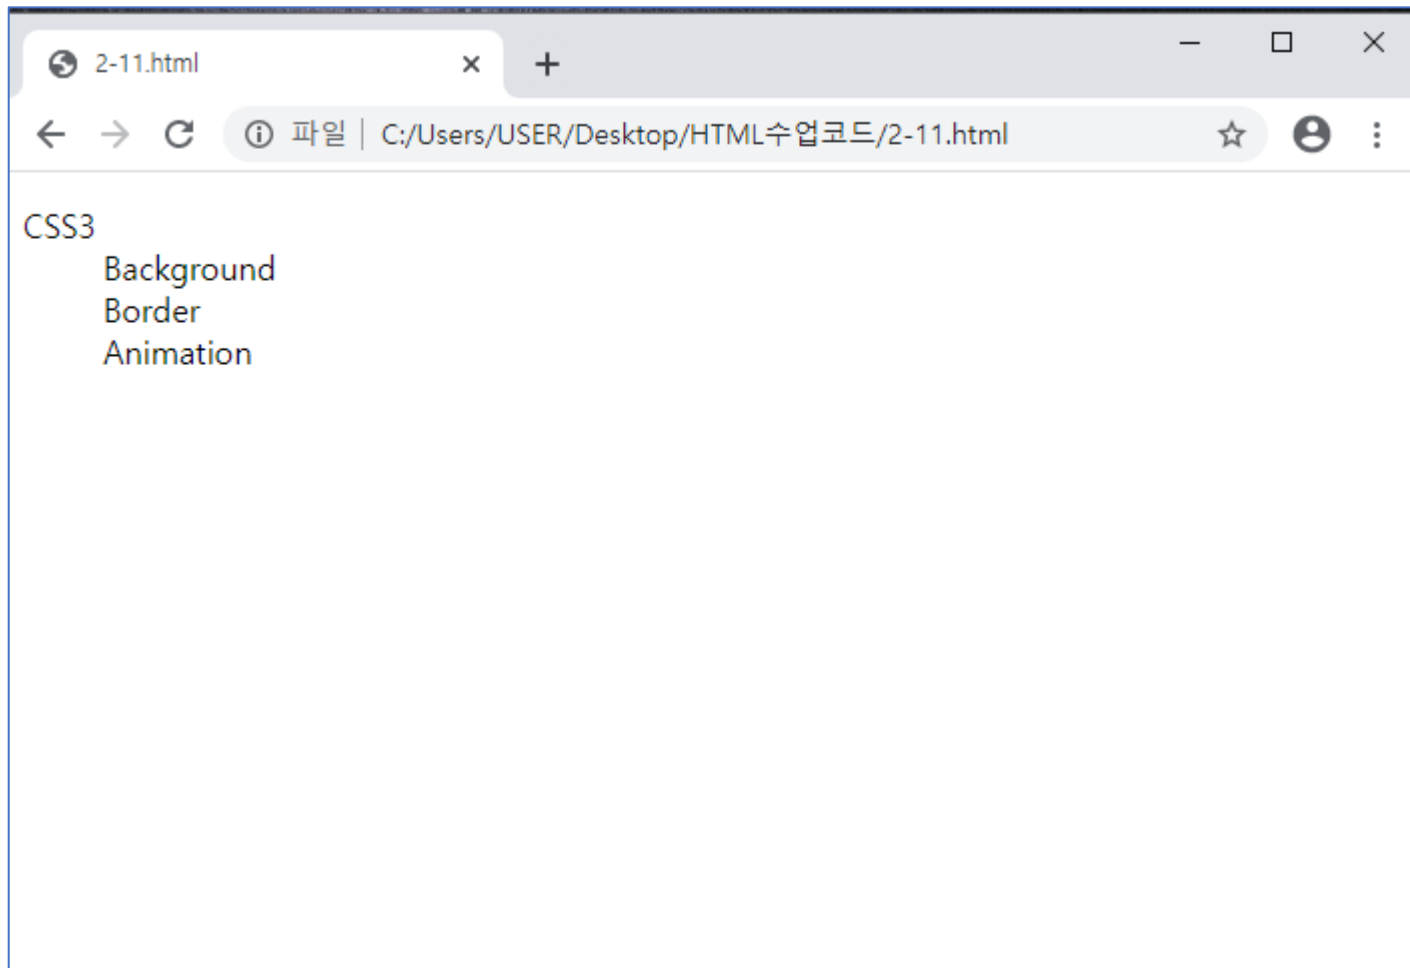 2-11.html
파일 C:/Users/USER/Desktop/HTML수업코드/2-11.html
CSS3
Background
Border
Animation